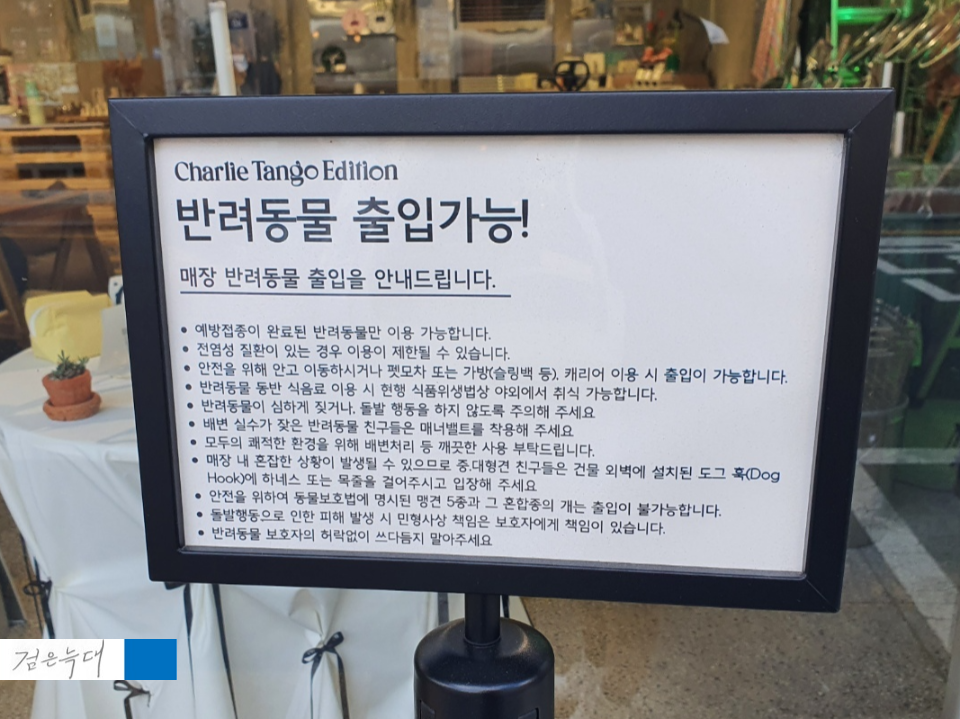 Charlie Tango Edition
반려동물 출입가능!
매장 반려동물 출입을 안내드립니다.
• 예방접종이 완료된 반려동물만 이용 가능합니다.
• 전염성 질환이 있는 경우 이용이 제한될 수 있습니다.
• 안전을 위해 안고 이동하시거나 펫모차 또는 가방(슬링백 등), 캐리어 이용 시 출입이 가능합니다.
• 반려동물 동반 식음료 이용 시 현행 식품위생법상 야외에서 취식 가능합니다.
• 반려동물이 심하게 짖거나, 돌발 행동을 하지 않도록 주의해 주세요
• 배변 실수가 잦은 반려동물 친구들은 매너밸트를 착용해 주세요
• 모두의 쾌적한 환경을 위해 배변처리 등 깨끗한 사용 부탁드립니다.
• 매장 내 혼잡한 상황이 발생될 수 있으므로 중.대형견 친구들은 건물 외벽에 설치된 도그 훅(Dog
Hook)에 하네스 또는 목줄을 걸어주시고 입장해 주세요
• 안전을 위하여 동물보호법에 명시된 맹견 5종과 그 혼합종의 개는 출입이 불가능합니다.
• 돌발행동으로 인한 피해 발생 시 민형사상 책임은 보호자에게 책임이 있습니다.
• 반려동물 보호자의 허락없이 쓰다듬지 말아주세요
검은늑대